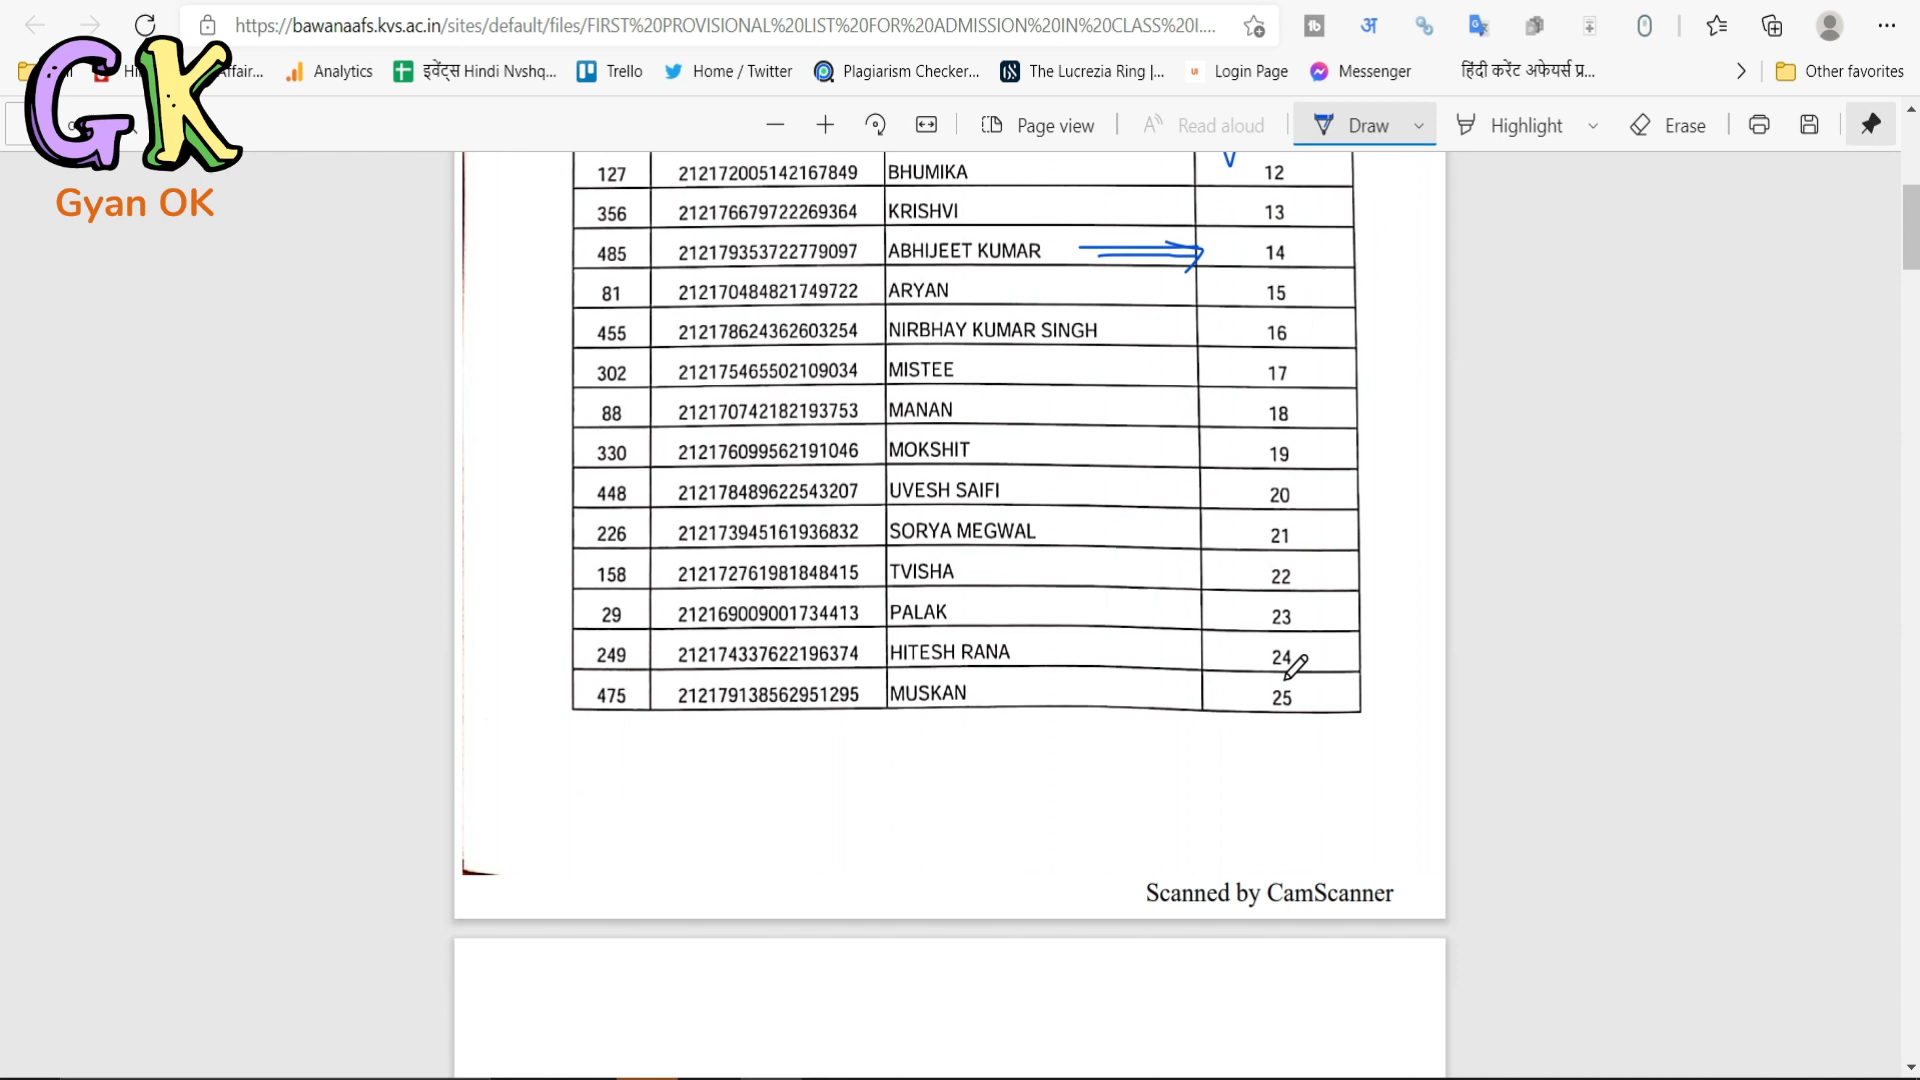 https://bawanaafs.kvs.ac.in/sites/default/files/FIRST%20PROVISIONAL%20LIST%20FOR%20ADMISSION%20IN%20CLASS%20I....
Analytics इवेंट्स Hindi Nvshq... Trello Home / Twitter Plagiarism Checker... The Lucrezia Ring |... Login Page Messenger हिंदी करेंट अफेयर्स प्र... Other favorites
Page view Read aloud Draw Highlight Erase
GK
Gyan OK
127 212172005142167849 BHUMIKA 12
356 212176679722269364 KRISHVI 13
485 212179353722779097 ABHIJEET KUMAR 14
81 212170484821749722 ARYAN 15
455 212178624362603254 NIRBHAY KUMAR SINGH 16
302 212175465502109034 MISTEE 17
88 212170742182193753 MANAN 18
330 212176099562191046 MOKSHIT 19
448 212178489622543207 UVESH SAIFI 20
226 212173945161936832 SORYA MEGWAL 21
158 212172761981848415 TVISHA 22
29 212169009001734413 PALAK 23
249 212174337622196374 HITESH RANA 24
475 212179138562951295 MUSKAN 25
Scanned by CamScanner